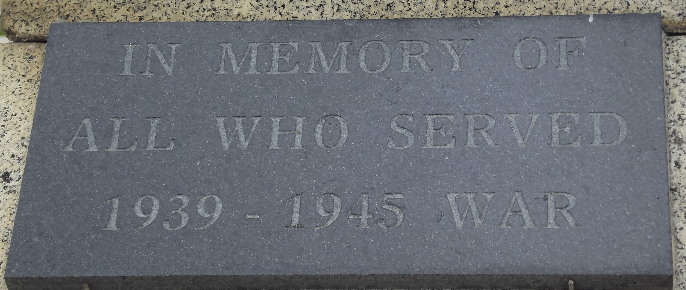 IN MEMORY OF
ALL WHO SERVED
1939 - 1945 WAR